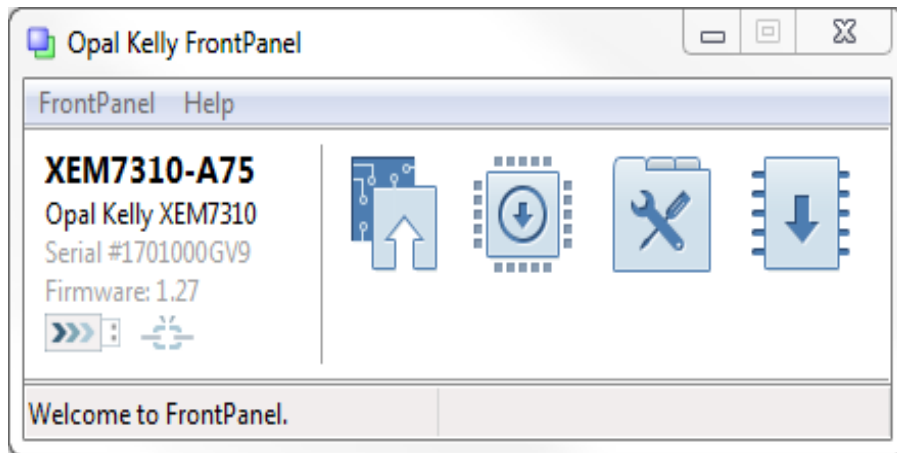 Opal Kelly FrontPanel
FrontPanel Help
XEM7310-A75
Opal Kelly XEM7310
Serial #1701000GV9
Firmware: 1.27
Welcome to FrontPanel.